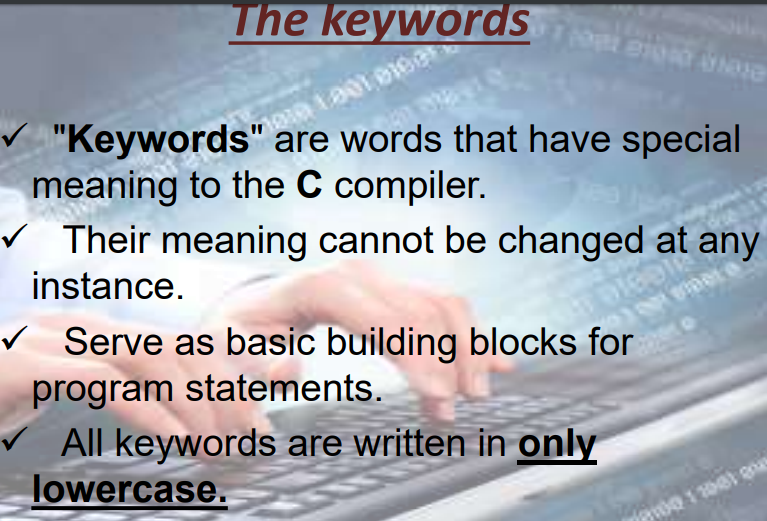 The keywords
✓ "Keywords" are words that have special
meaning to the C compiler.
✓ Their meaning cannot be changed at any
instance.
✓ Serve as basic building blocks for
program statements.
✓ All keywords are written in only
lowercase.